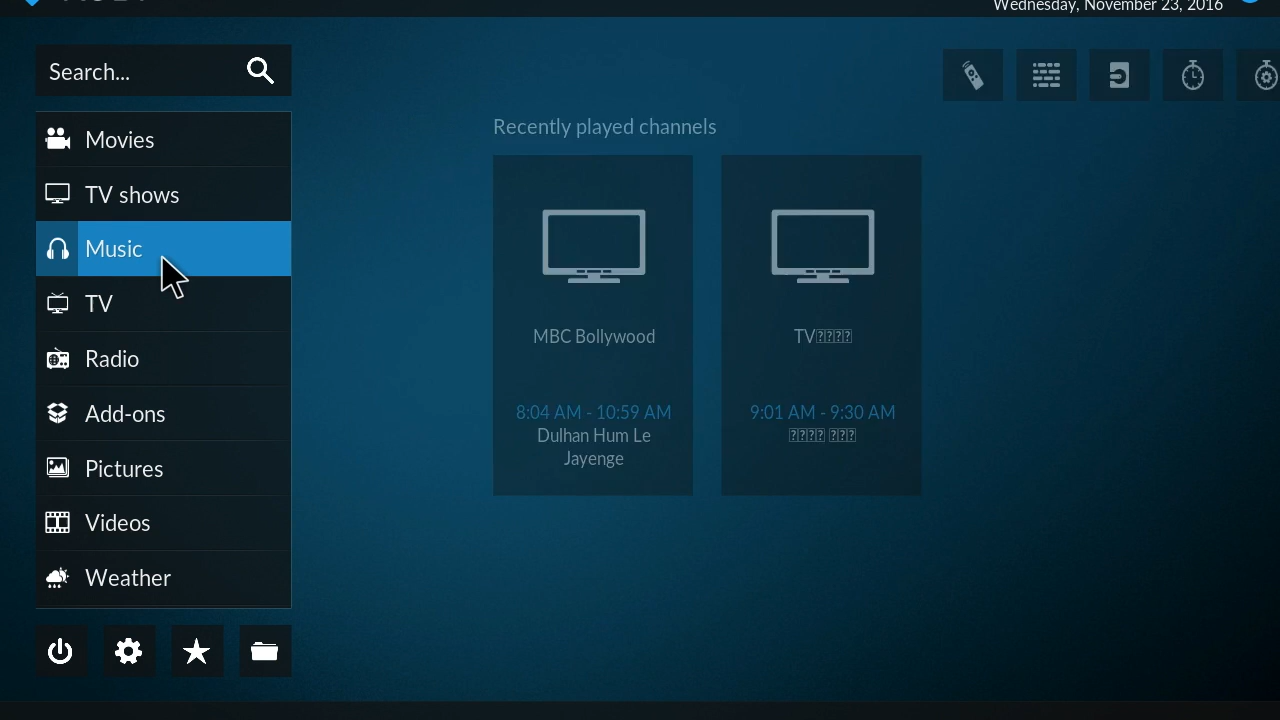 Wednesday, November 23, 2016
Search...
Movies
TV shows
Music
TV
Radio
Add-ons
Pictures
Videos
Weather
Recently played channels
MBC Bollywood
8:04 AM - 10:59 AM
Dulhan Hum Le
Jayenge
TV
9:01 AM - 9:30 AM